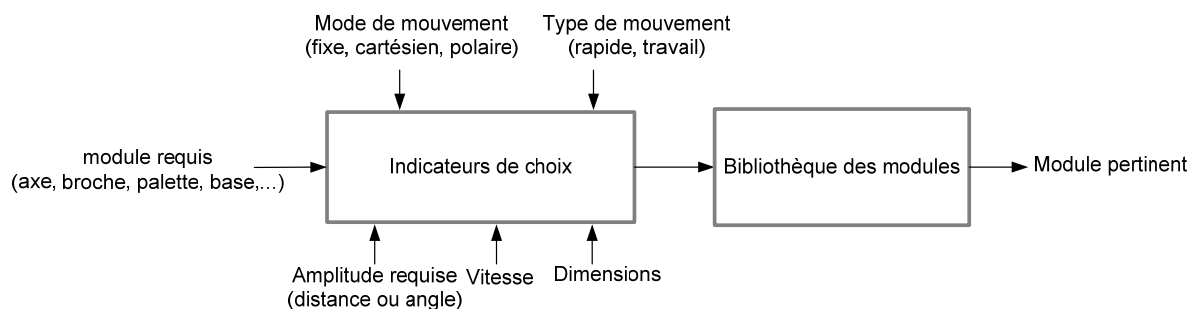 Mode de mouvement
(fixe, cartésien, polaire)
Type de mouvement
(rapide, travail)
module requis
(axe, broche, palette, base,...)
Indicateurs de choix
Bibliothèque des modules
Module pertinent
Amplitude requise
(distance ou angle)
Vitesse
Dimensions